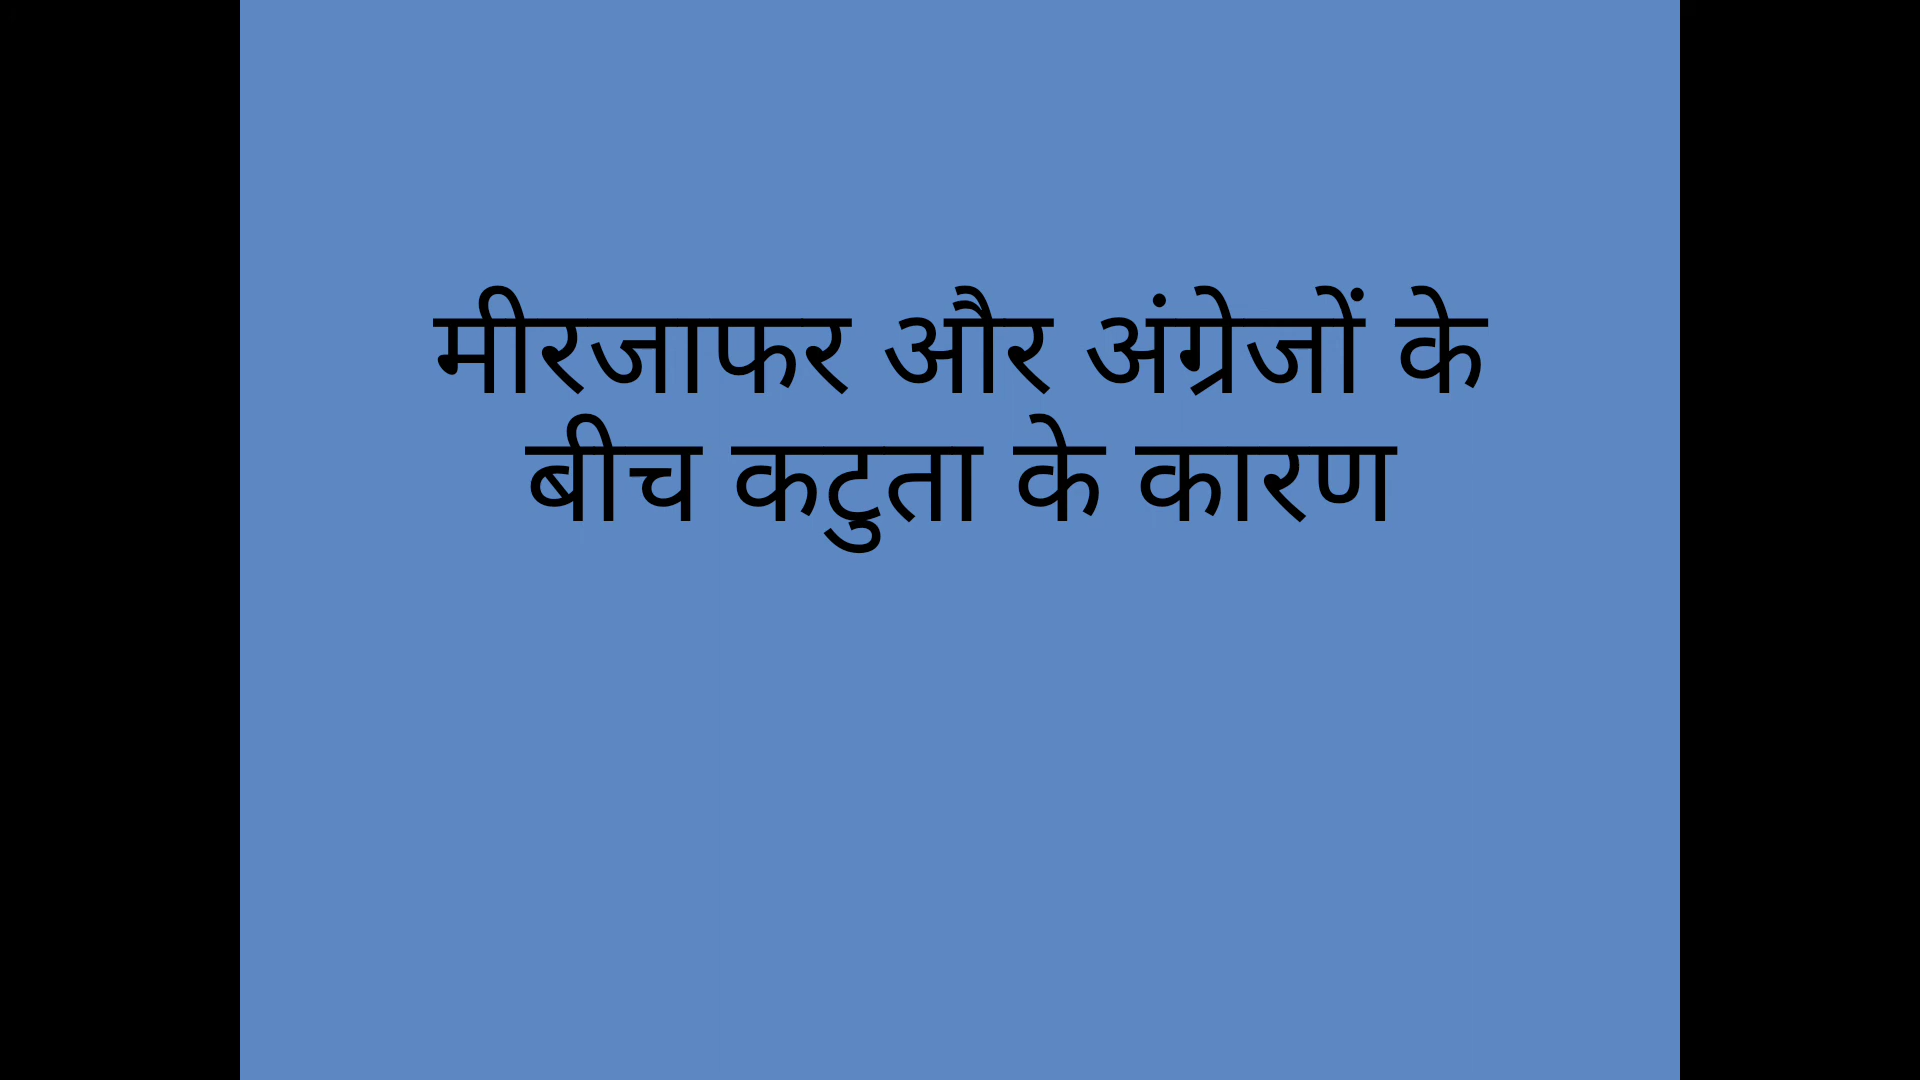 मीरजाफर और अंग्रेजों के
बीच कटुता के कारण